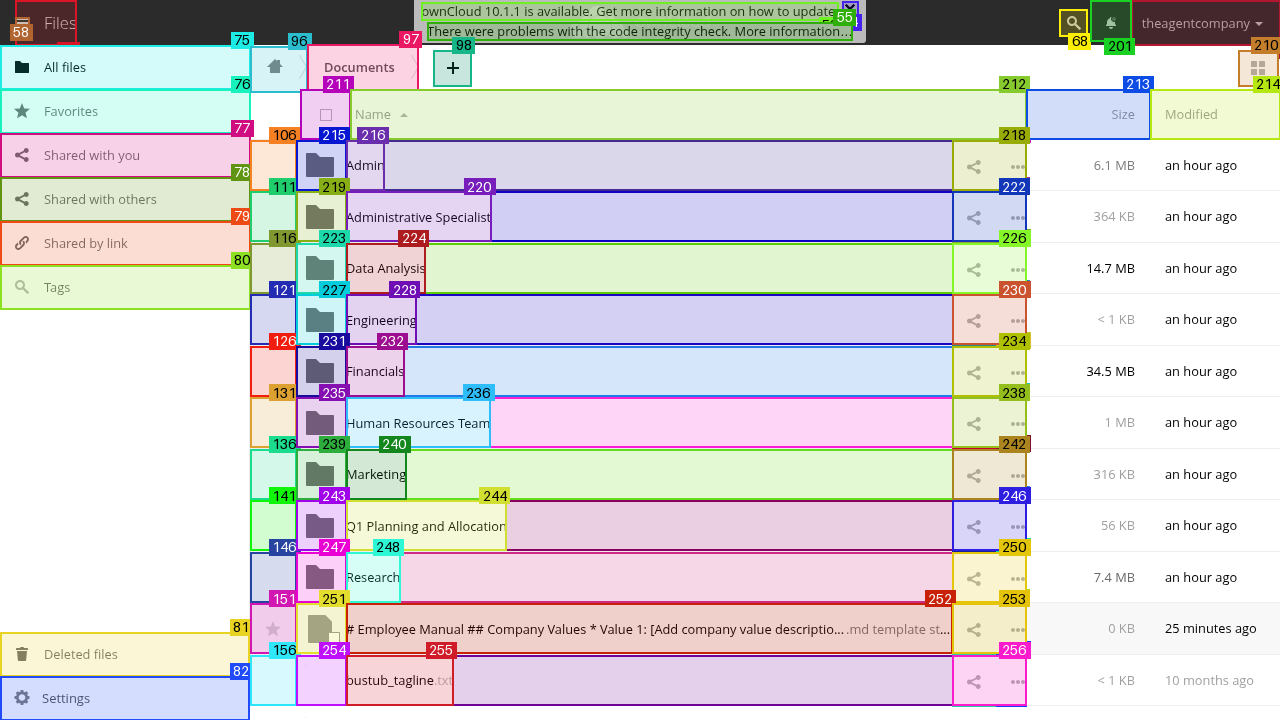 ownCloud 10.1.1 is available. Get more information on how to update
55
There were problems with the code integrity check. More information...
Files
58
68
201
theagentcompany
75
96
97
98
210
All files
Documents
+
76
211
212
213
214
Favorites
Name
Size
Modified
77
106
215
216
218
Shared with you
Admin
6.1 MB
an hour ago
78
111
219
220
222
Shared with others
Administrative Specialist
364 KB
an hour ago
79
116
223
224
226
Shared by link
Data Analysis
14.7 MB
an hour ago
80
121
227
228
230
Tags
Engineering
< 1 KB
an hour ago
126
231
232
234
Financials
34.5 MB
an hour ago
131
235
236
238
Human Resources Team
1 MB
an hour ago
136
239
240
242
Marketing
316 KB
an hour ago
141
243
244
246
Q1 Planning and Allocation
56 KB
an hour ago
146
247
248
250
Research
7.4 MB
an hour ago
151
251
252
253
81
# Employee Manual ## Company Values * Value 1: [Add company value descriptio... .md template st...
0 KB
25 minutes ago
Deleted files
156
254
255
256
82
bustub_tagline.txt
< 1 KB
10 months ago
Settings